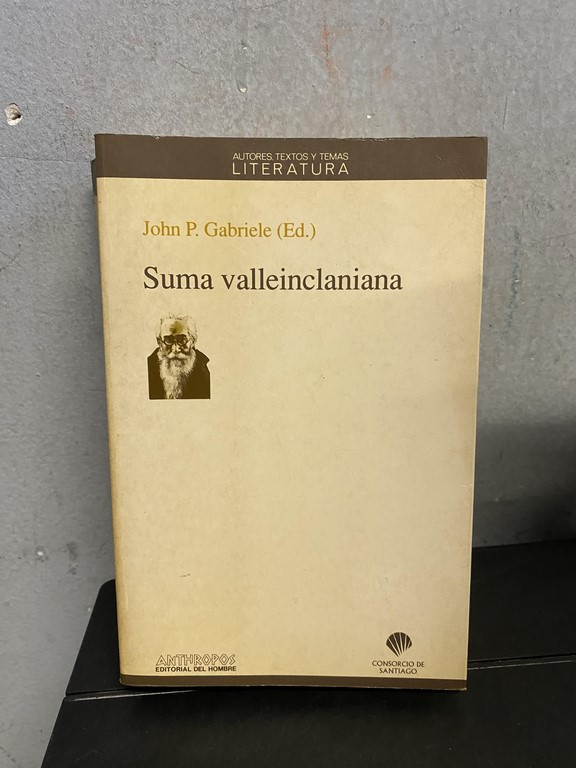 AUTORES, TEXTOS Y TEMAS
LITERATURA
John P. Gabriele (Ed.)
Suma valleinclaniana
ANTHROPOS
EDITORIAL DEL HOMBRE
CONSORCIO DE
SANTIAGO